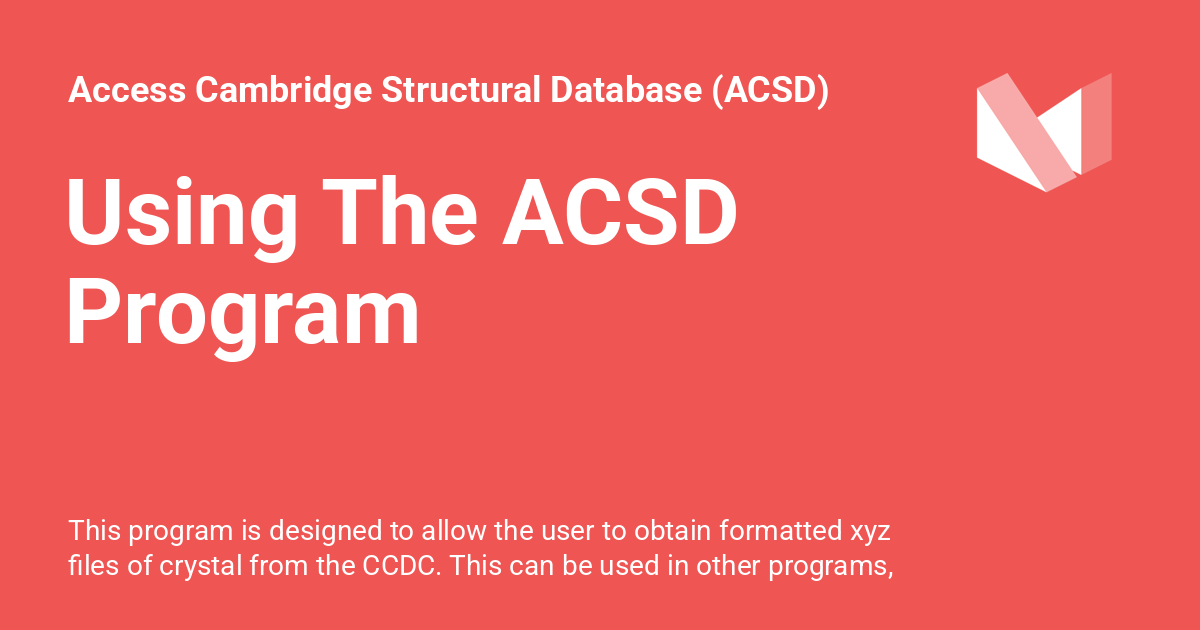 Access Cambridge Structural Database (ACSD)
Using The ACSD
Program
This program is designed to allow the user to obtain formatted xyz
files of crystal from the CCDC. This can be used in other programs,